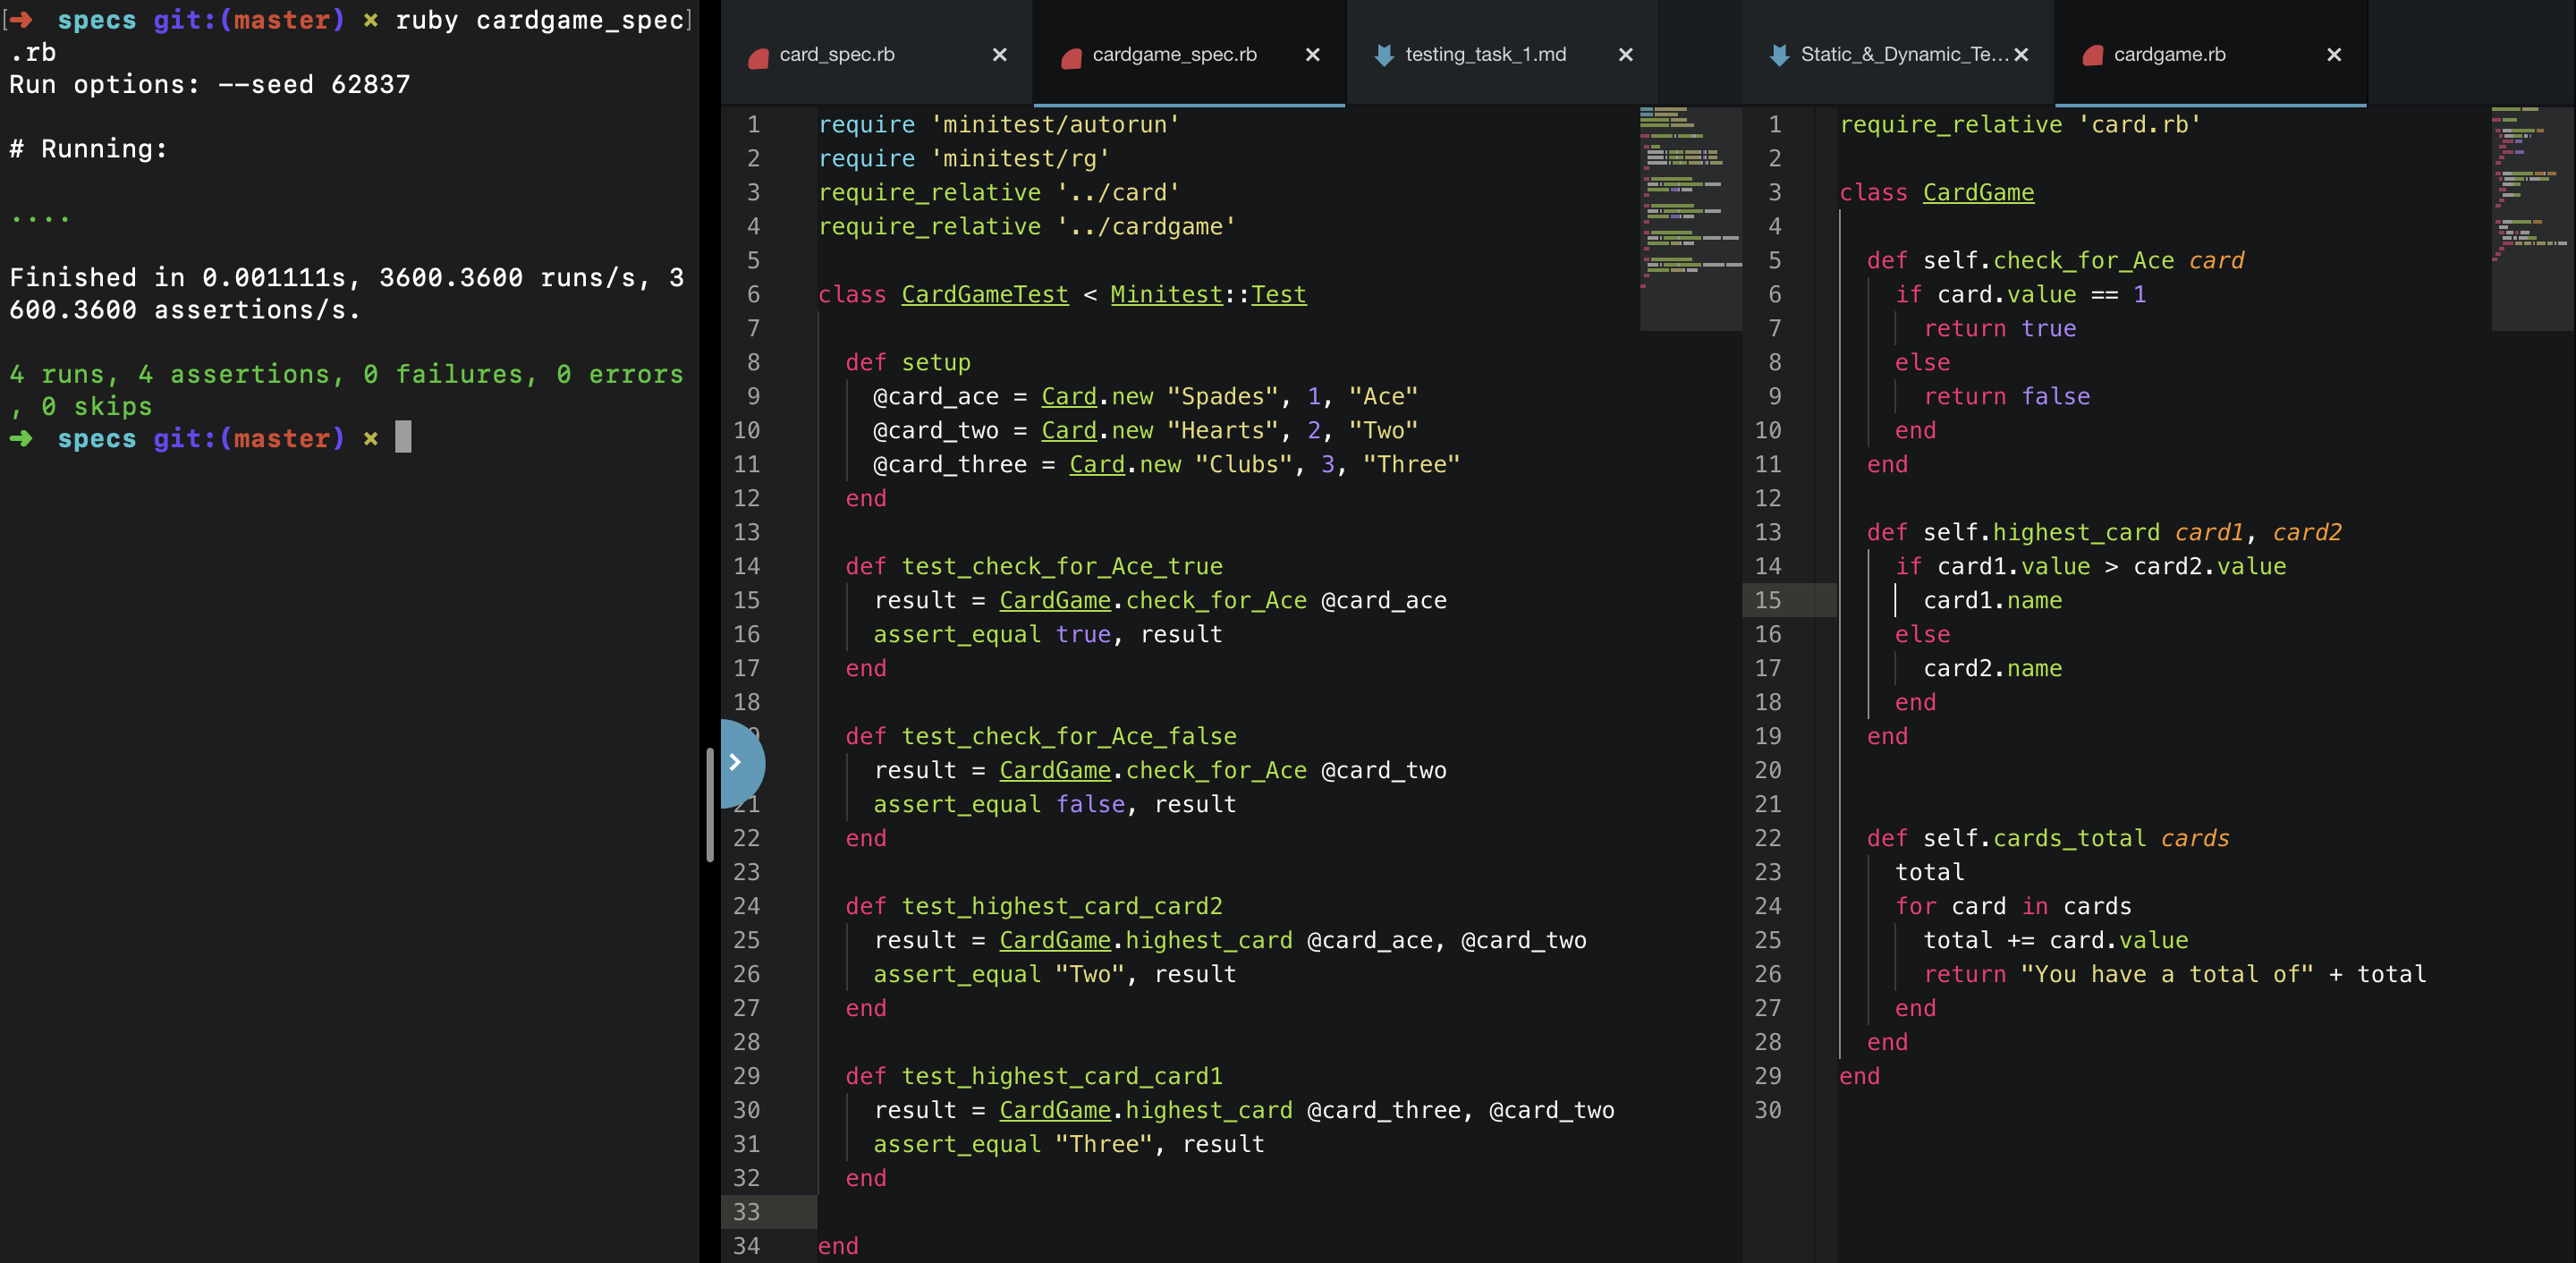 [➜ specs git:(master) ✗ ruby cardgame_spec]
.rb
Run options: --seed 62837
# Running:
....
Finished in 0.001111s, 3600.3600 runs/s, 3
600.3600 assertions/s.
4 runs, 4 assertions, 0 failures, 0 errors
, 0 skips
➜ specs git:(master) ✗
card_spec.rb ×
cardgame_spec.rb ×
testing_task_1.md ×
1 require 'minitest/autorun'
2 require 'minitest/rg'
3 require_relative '../card'
4 require_relative '../cardgame'
5
6 class CardGameTest < Minitest::Test
7
8 def setup
9 @card_ace = Card.new "Spades", 1, "Ace"
10 @card_two = Card.new "Hearts", 2, "Two"
11 @card_three = Card.new "Clubs", 3, "Three"
12 end
13
14 def test_check_for_Ace_true
15 result = CardGame.check_for_Ace @card_ace
16 assert_equal true, result
17 end
18
def test_check_for_Ace_false
result = CardGame.check_for_Ace @card_two
21 assert_equal false, result
22 end
23
24 def test_highest_card_card2
25 result = CardGame.highest_card @card_ace, @card_two
26 assert_equal "Two", result
27 end
28
29 def test_highest_card_card1
30 result = CardGame.highest_card @card_three, @card_two
31 assert_equal "Three", result
32 end
33
34 end
Static_&_Dynamic_Te... ×
cardgame.rb ×
1 require_relative 'card.rb'
2
3 class CardGame
4
5 def self.check_for_Ace card
6 if card.value == 1
7 return true
8 else
9 return false
10 end
11 end
12
13 def self.highest_card card1, card2
14 if card1.value > card2.value
15 card1.name
16 else
17 card2.name
18 end
19 end
20
21
22 def self.cards_total cards
23 total
24 for card in cards
25 total += card.value
26 return "You have a total of" + total
27 end
28 end
29 end
30